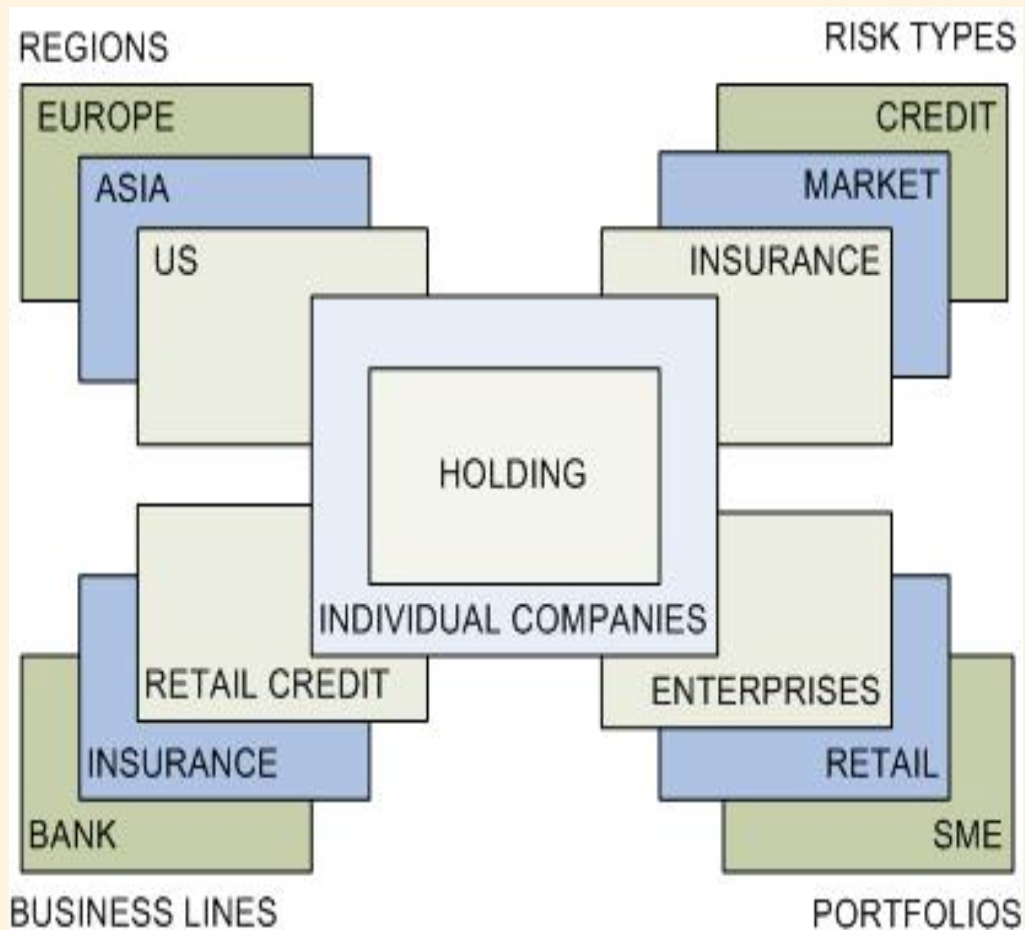 REGIONS
RISK TYPES
EUROPE
CREDIT
ASIA
MARKET
US
INSURANCE
HOLDING
INDIVIDUAL COMPANIES
RETAIL CREDIT
ENTERPRISES
INSURANCE
RETAIL
BANK
SME
BUSINESS LINES
PORTFOLIOS